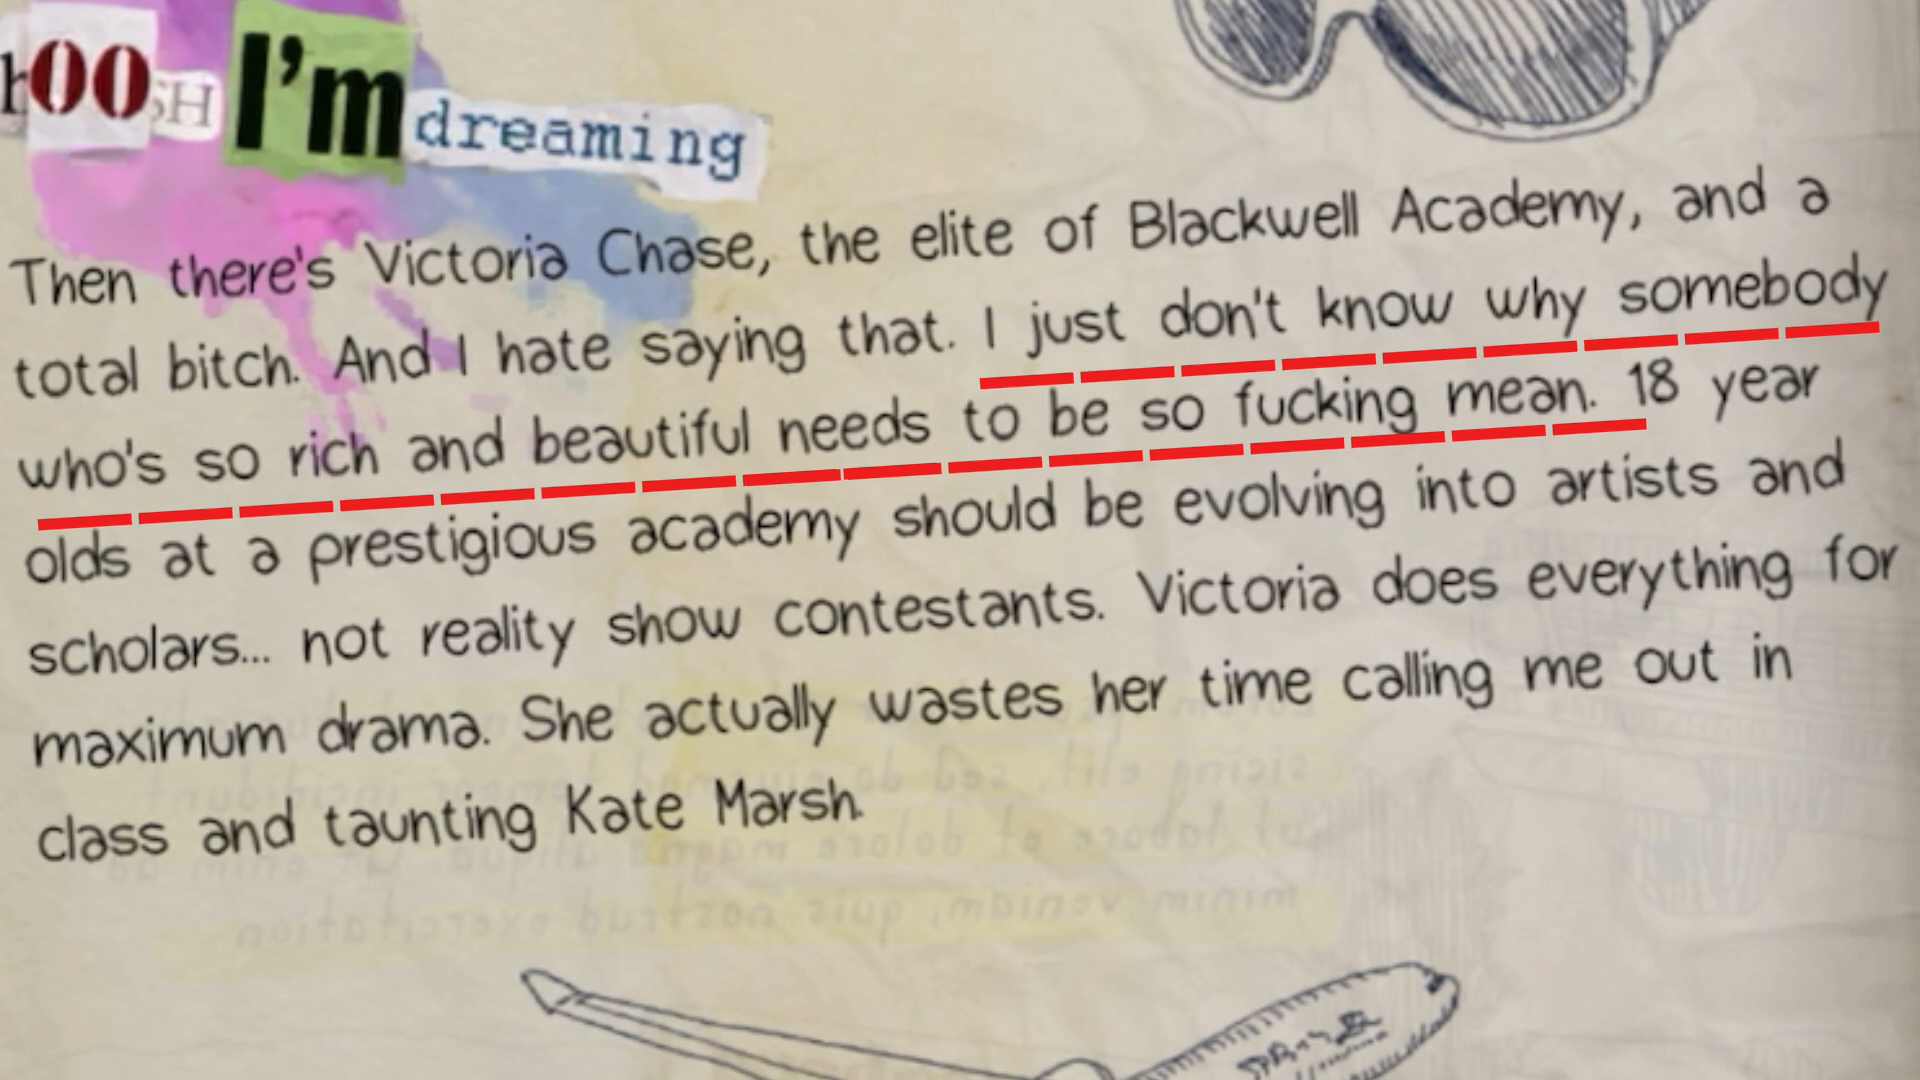 hOOSH I'm dreaming
Then there's Victoria Chase, the elite of Blackwell Academy, and a
total bitch. And I hate saying that. I just don't know why somebody
who's so rich and beautiful needs to be so fucking mean. 18 year
olds at a prestigious academy should be evolving into artists and
scholars... not reality show contestants. Victoria does everything for
maximum drama. She actually wastes her time calling me out in
class and taunting Kate Marsh.